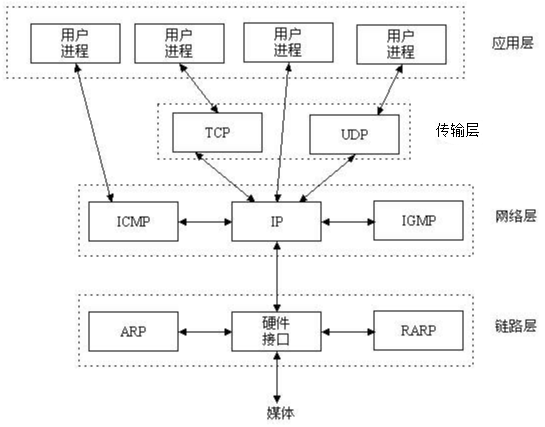 用户
进程
用户
进程
用户
进程
用户
进程
应用层
TCP
UDP
传输层
ICMP
IP
IGMP
网络层
ARP
硬件
接口
RARP
链路层
媒体